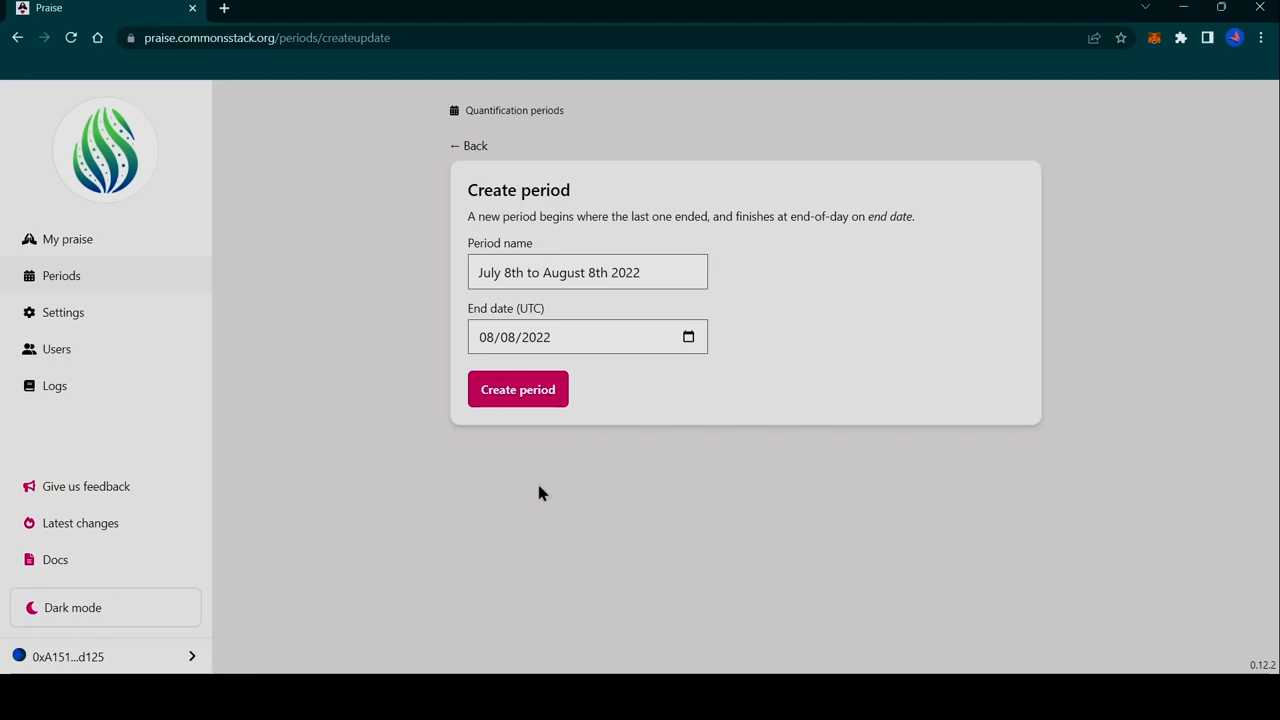 Praise
praise.commonsstack.org/periods/createupdate
Quantification periods
← Back
Create period
A new period begins where the last one ended, and finishes at end-of-day on end date.
Period name
July 8th to August 8th 2022
End date (UTC)
08/08/2022
Create period
My praise
Periods
Settings
Users
Logs
Give us feedback
Latest changes
Docs
Dark mode
0xA151...d125
0.12.2